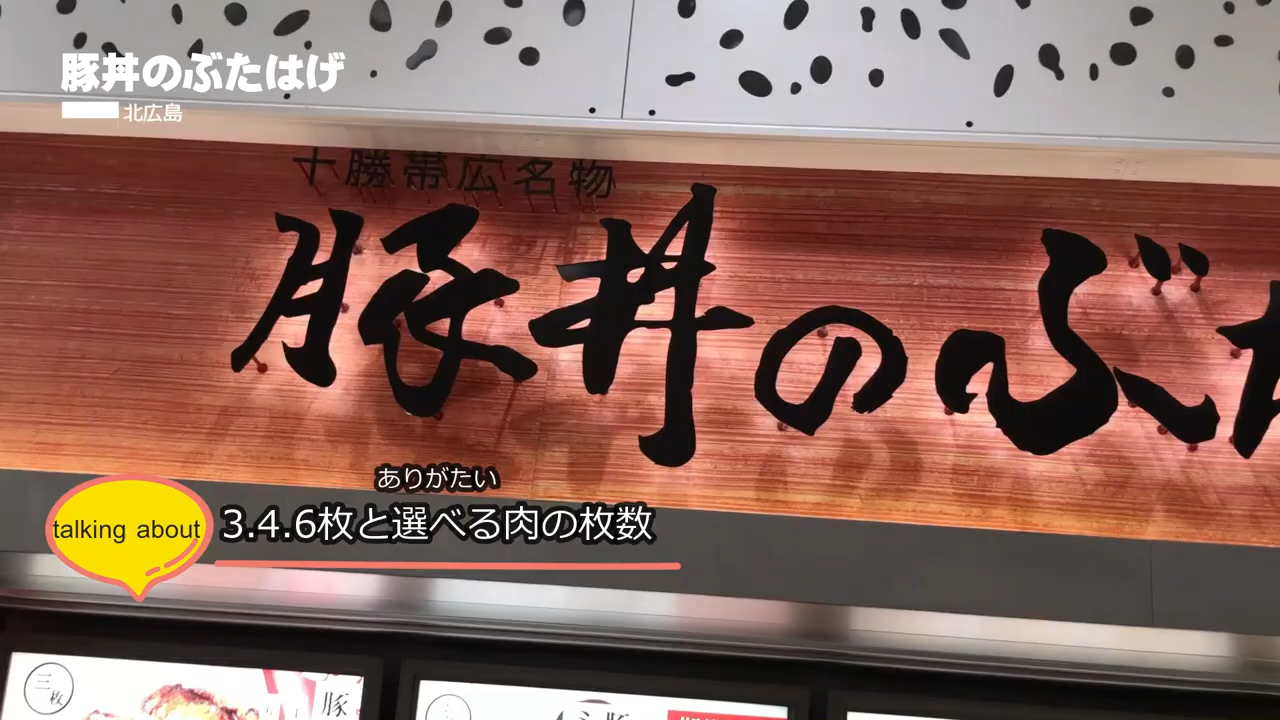 豚丼のぶたはげ
北広島
十勝帯広名物
豚丼のぶた
ありがたい
talking about
3.4.6枚と選べる肉の枚数
三枚
豚
豚